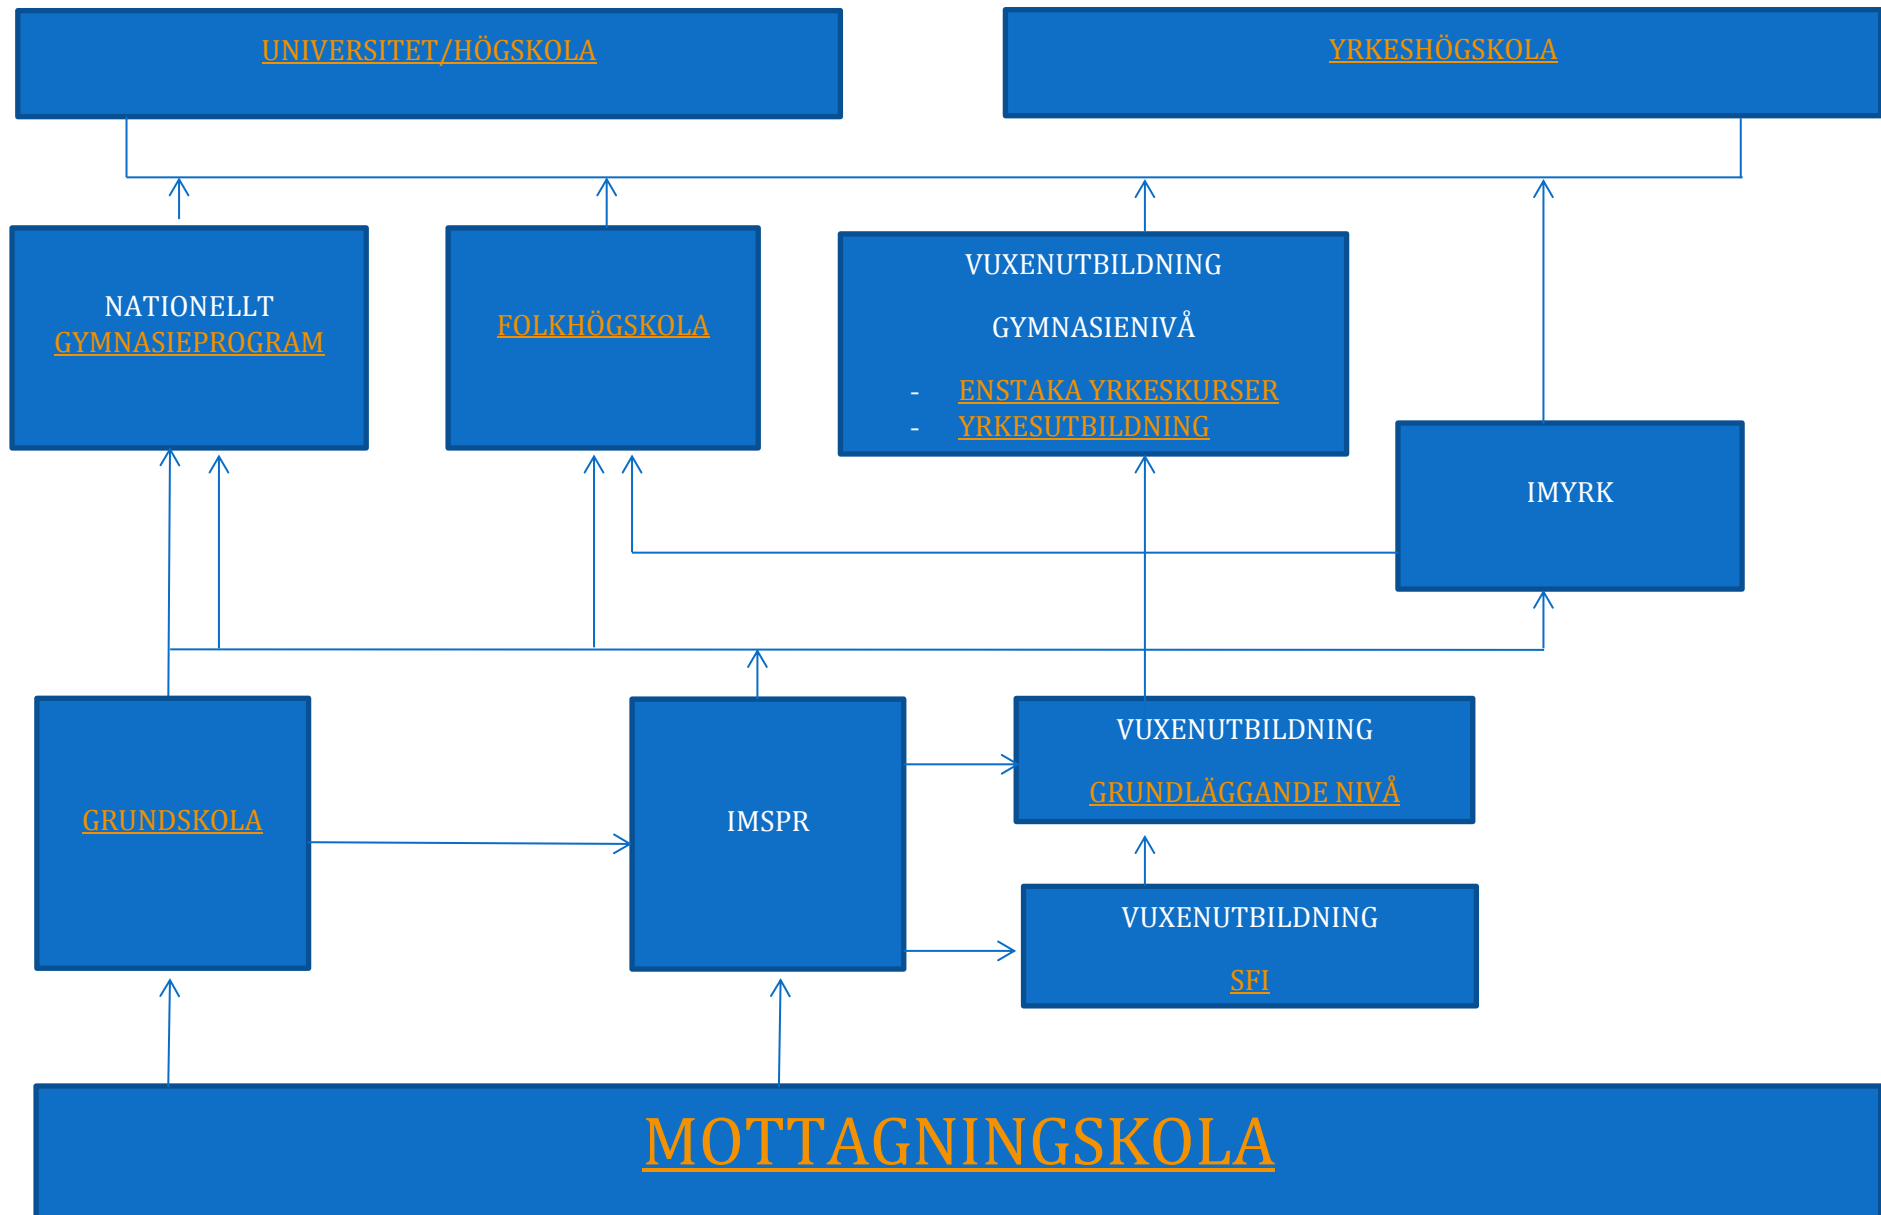 UNIVERSITET/HÖGSKOLA
YRKESHÖGSKOLA
NATIONELLT
GYMNASIEPROGRAM
FOLKHÖGSKOLA
VUXENUTBILDNING
GYMNASIENIVÅ
- ENSTAKA YRKESKURSER
- YRKESUTBILDNING
IMYRK
GRUNDSKOLA
IMSPR
VUXENUTBILDNING
GRUNDLÄGGANDE NIVÅ
VUXENUTBILDNING
SFI
MOTTAGNINGSKOLA